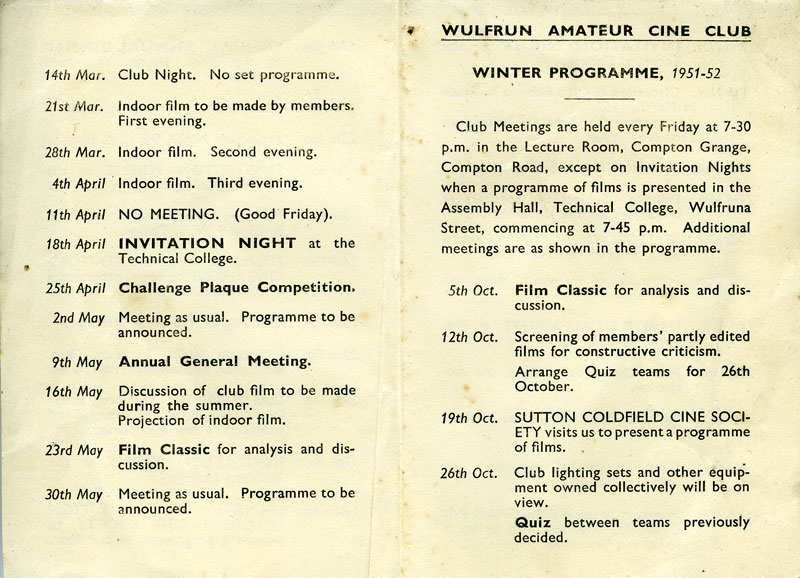 14th Mar. Club Night. No set programme.
21st Mar. Indoor film to be made by members.
First evening.
28th Mar. Indoor film. Second evening.
4th April Indoor film. Third evening.
11th April NO MEETING. (Good Friday).
18th April INVITATION NIGHT at the
Technical College.
25th April Challenge Plaque Competition.
2nd May Meeting as usual. Programme to be
announced.
9th May Annual General Meeting.
16th May Discussion of club film to be made
during the summer.
Projection of indoor film.
23rd May Film Classic for analysis and dis-
cussion.
30th May Meeting as usual. Programme to be
announced.
WULFRUN AMATEUR CINE CLUB
WINTER PROGRAMME, 1951-52
Club Meetings are held every Friday at 7-30
p.m. in the Lecture Room, Compton Grange,
Compton Road, except on Invitation Nights
when a programme of films is presented in the
Assembly Hall, Technical College, Wulfruna
Street, commencing at 7-45 p.m. Additional
meetings are as shown in the programme.
5th Oct. Film Classic for analysis and dis-
cussion.
12th Oct. Screening of members' partly edited
films for constructive criticism.
Arrange Quiz teams for 26th
October.
19th Oct. SUTTON COLDFIELD CINE SOCI-
ETY visits us to present a programme
of films.
26th Oct. Club lighting sets and other equip-
ment owned collectively will be on
view.
Quiz between teams previously
decided.